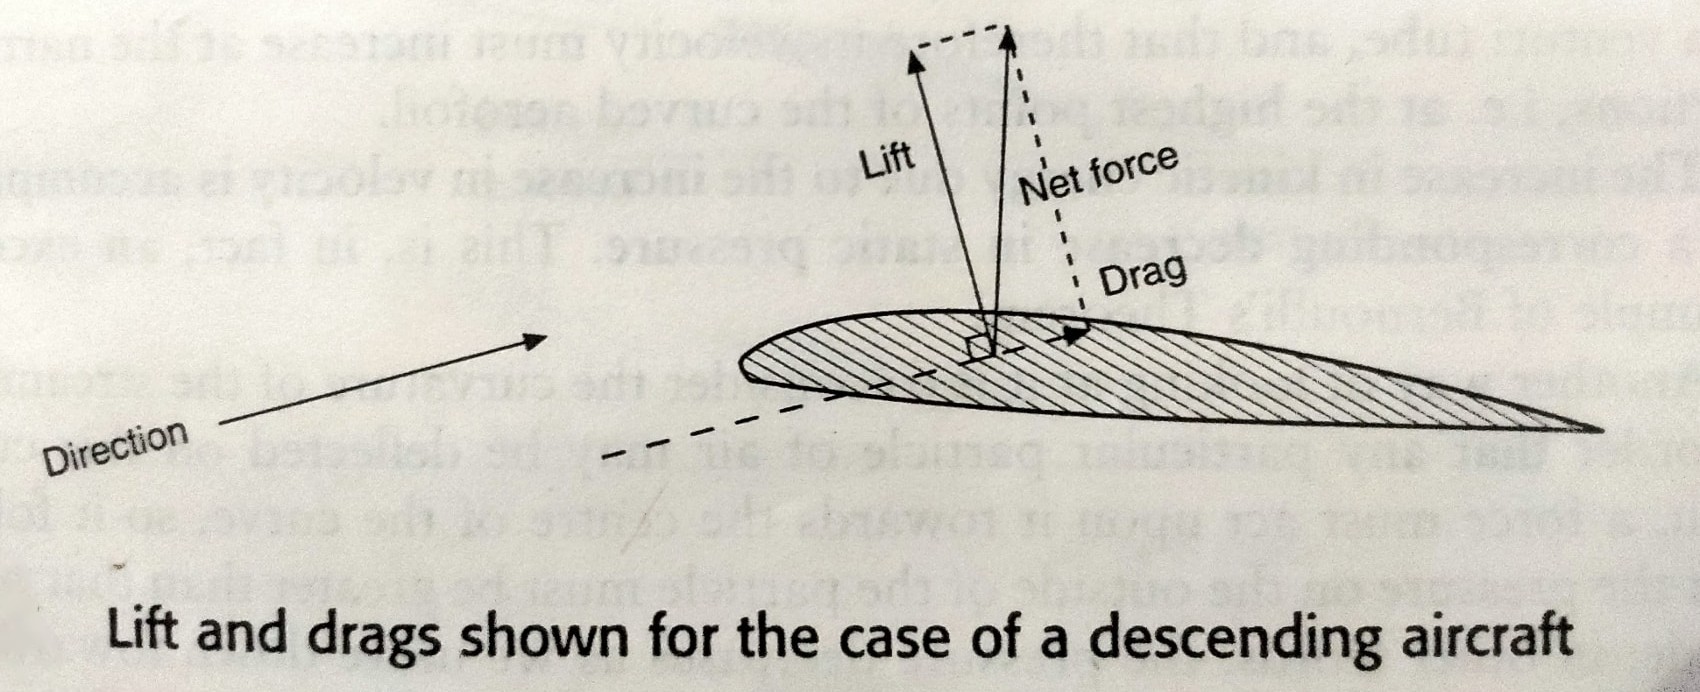 Lift
Net force
Drag
Direction
Lift and drags shown for the case of a descending aircraft